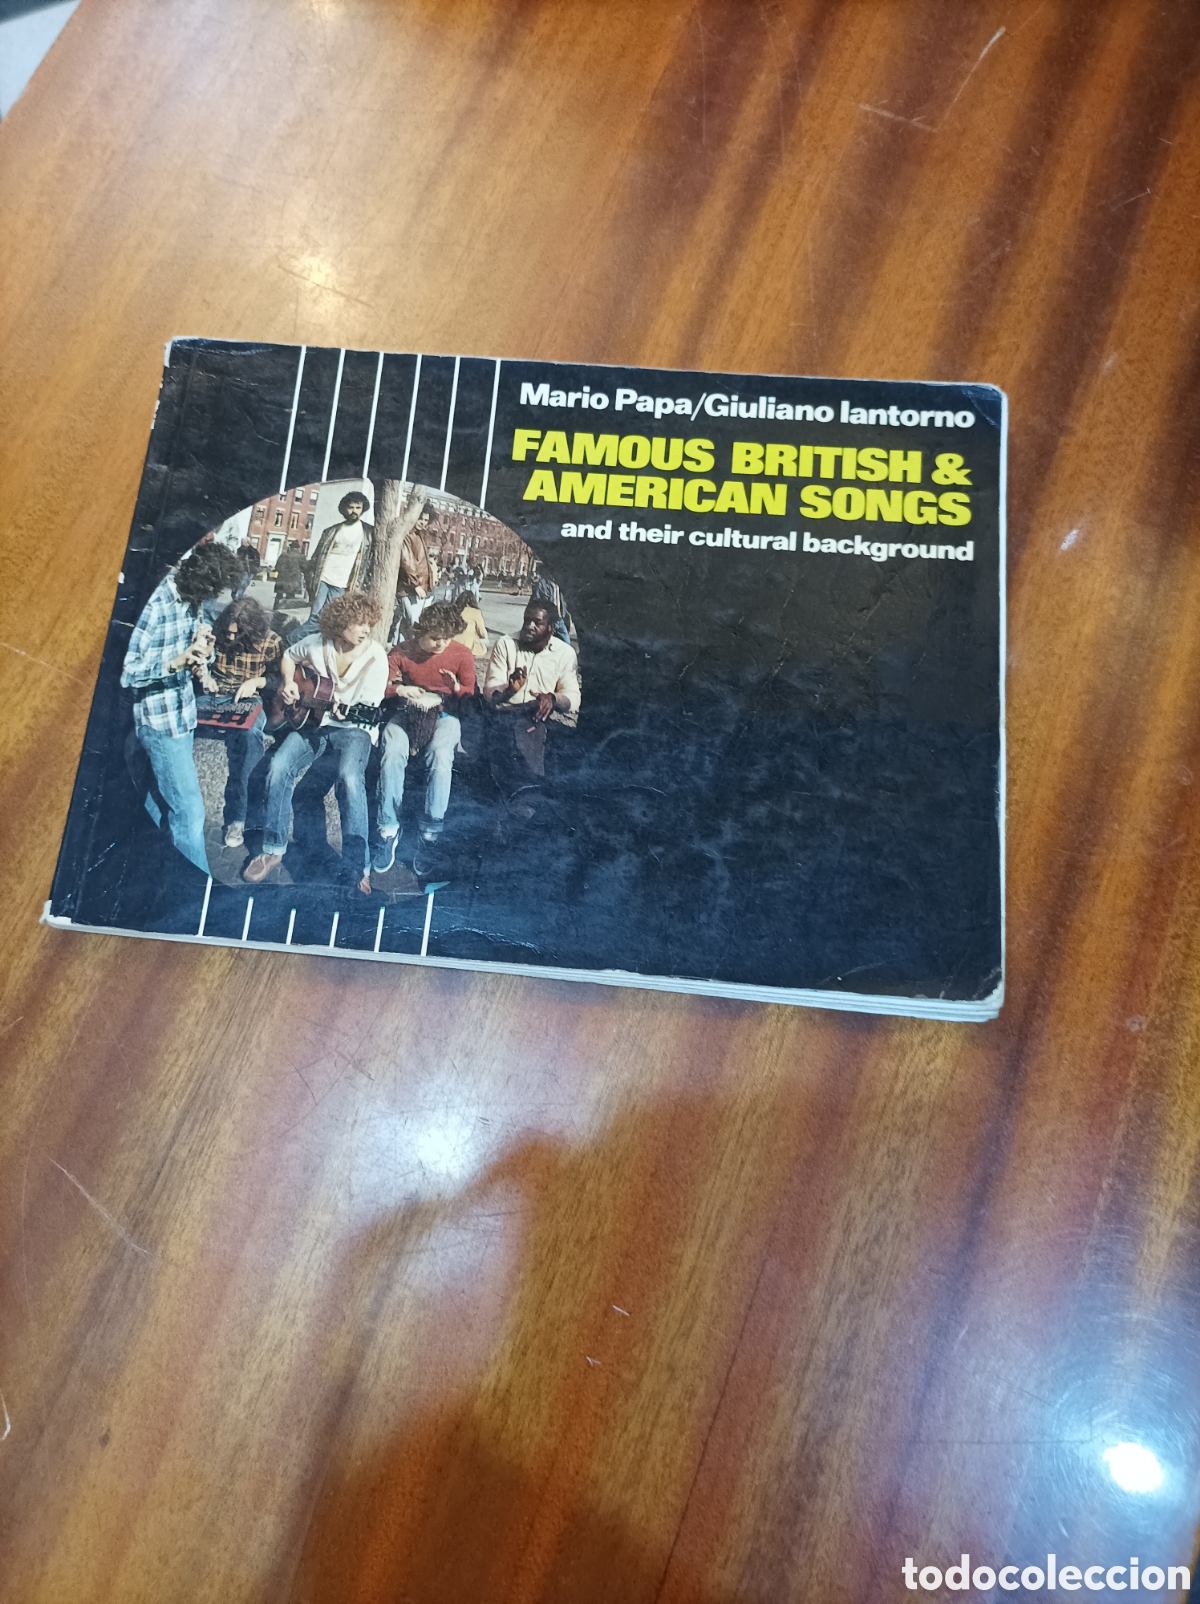 Mario Papa/Giuliano Iantorno
FAMOUS BRITISH &
AMERICAN SONGS
and their cultural background
todocoleccion